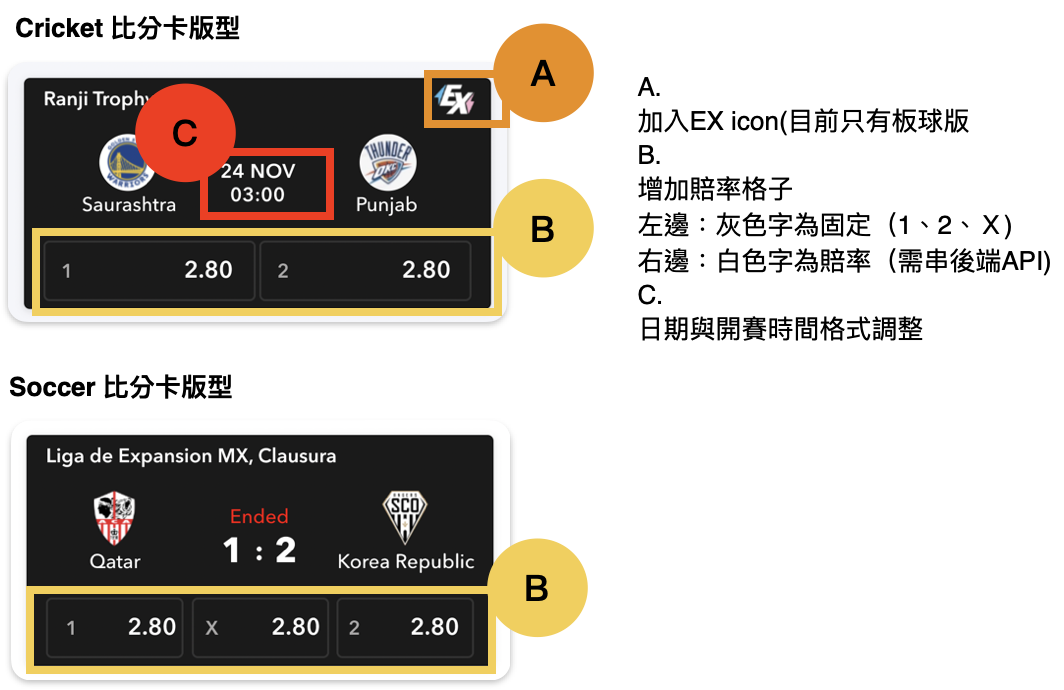 Cricket 比分卡版型
Ranji Trophy
EX
A
C
24 NOV
03:00
Saurashtra
Punjab
B
1
2.80
2
2.80
A.
加入EX icon(目前只有板球版
B.
增加賠率格子
左邊：灰色字為固定（1、2、X）
右邊：白色字為賠率（需串後端API)
C.
日期與開賽時間格式調整
Soccer 比分卡版型
Liga de Expansion MX, Clausura
SCO
Ended
1 : 2
Qatar
Korea Republic
B
1
2.80
X
2.80
2
2.80